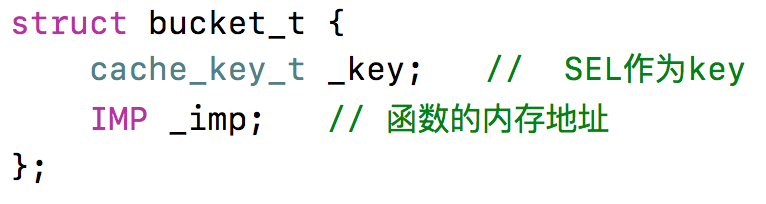 struct bucket_t {
    cache_key_t _key;   //  SEL作为key
    IMP _imp;   // 函数的内存地址
};